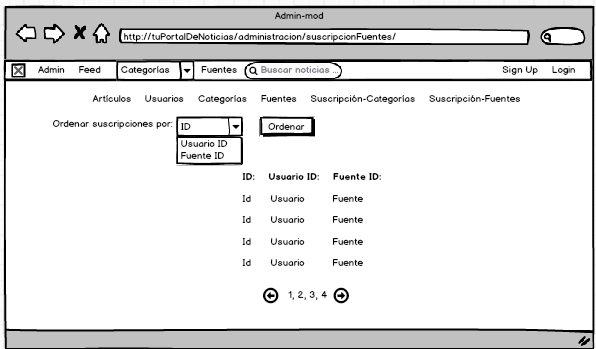 Admin-mod
http://tuPortalDeNoticias/administracion/suscripcionFuentes/
Admin Feed Categorías Fuentes Buscar noticias ... Sign Up Login
Artículos Usuarios Categorías Fuentes Suscripción-Categorías Suscripción-Fuentes
Ordenar suscripciones por: ID Ordenar
Usuario ID
Fuente ID
ID: Usuario ID: Fuente ID:
Id Usuario Fuente
Id Usuario Fuente
Id Usuario Fuente
Id Usuario Fuente
1, 2, 3, 4